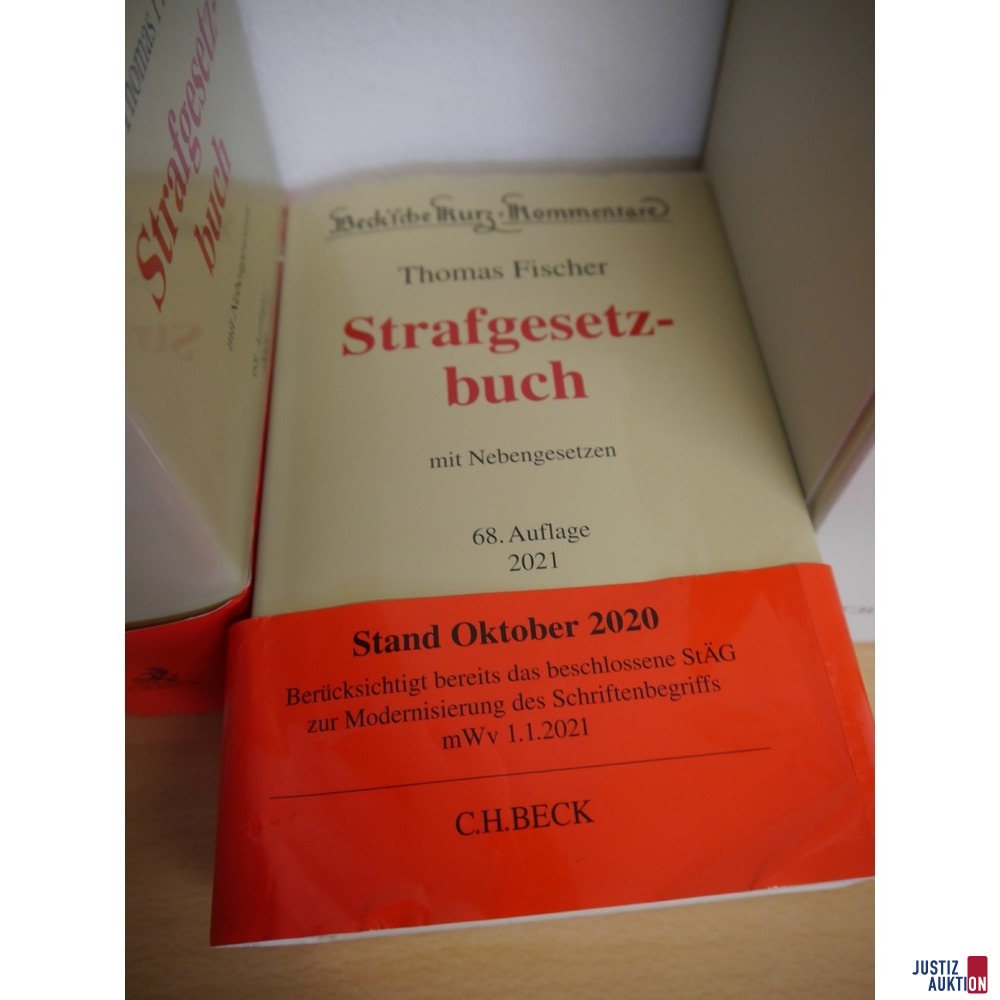 Thomas
Strafgesetz-
buch
Beck'sche Kurz-Kommentare
Thomas Fischer
Strafgesetz-
buch
mit Nebengesetzen
68. Auflage
2021
Stand Oktober 2020
Berücksichtigt bereits das beschlossene StÄG
zur Modernisierung des Schriftenbegriffs
mWv 1.1.2021
C.H.BECK
JUSTIZ
AUKTION